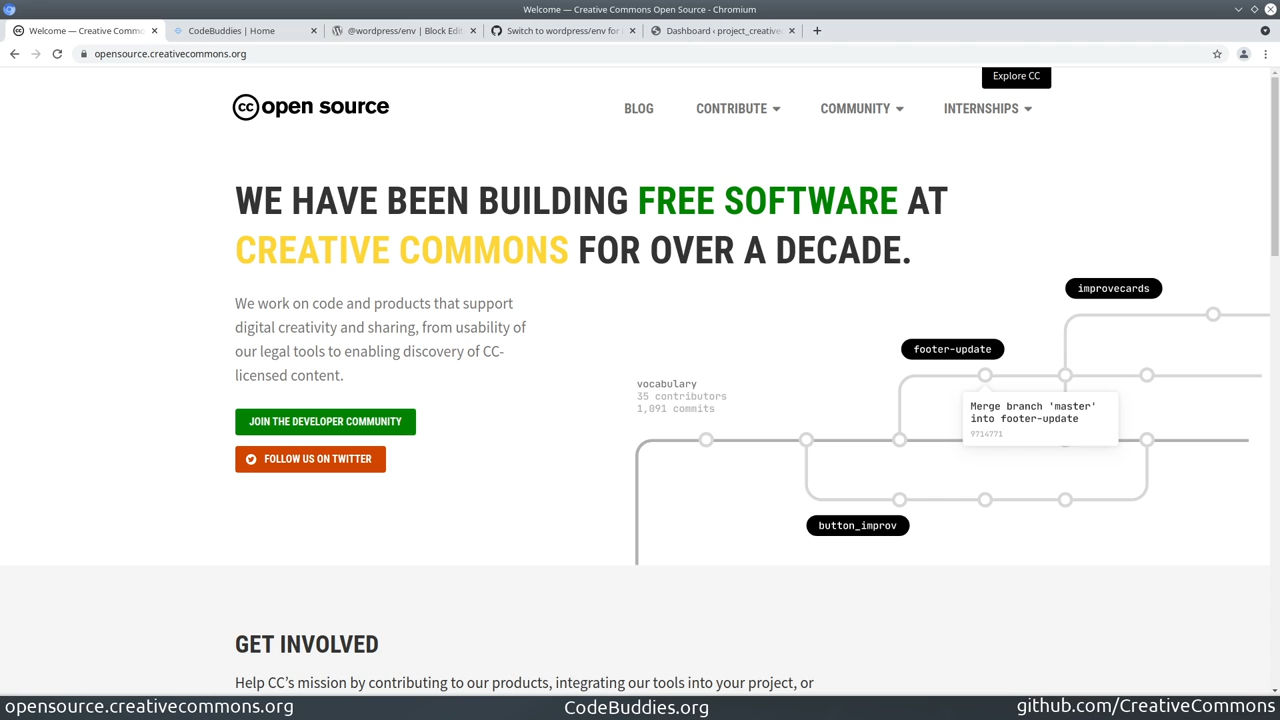 Welcome — Creative Commons Open Source - Chromium
Welcome — Creative Commo
CodeBuddies | Home
@wordpress/env | Block Edi
Switch to wordpress/env for
Dashboard ‹ project_creative
opensource.creativecommons.org
Explore CC
cc open source
BLOG
CONTRIBUTE
COMMUNITY
INTERNSHIPS
WE HAVE BEEN BUILDING FREE SOFTWARE AT
CREATIVE COMMONS FOR OVER A DECADE.
We work on code and products that support
digital creativity and sharing, from usability of
our legal tools to enabling discovery of CC-
licensed content.
JOIN THE DEVELOPER COMMUNITY
FOLLOW US ON TWITTER
improvecards
footer-update
vocabulary
35 contributors
1,091 commits
Merge branch 'master'
into footer-update
9714771
button_improv
GET INVOLVED
Help CC’s mission by contributing to our products, integrating our tools into your project, or
opensource.creativecommons.org
CodeBuddies.org
github.com/CreativeCommons